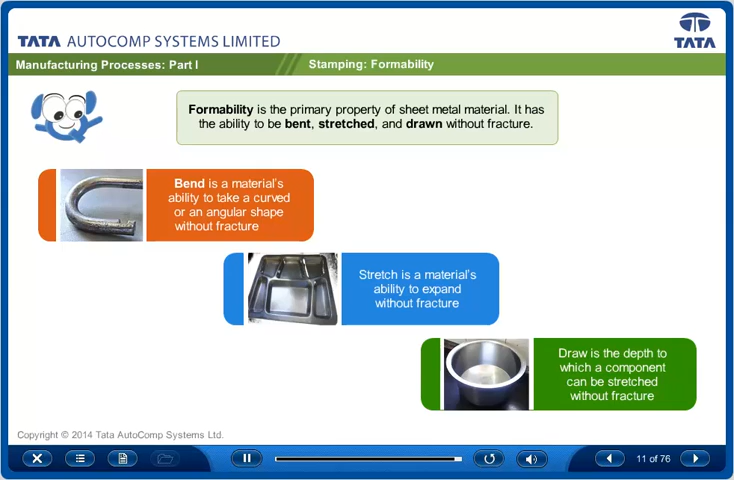 TATA AUTOCOMP SYSTEMS LIMITED
TATA
Manufacturing Processes: Part I
Stamping: Formability
Formability is the primary property of sheet metal material. It has
the ability to be bent, stretched, and drawn without fracture.
Bend is a material's
ability to take a curved
or an angular shape
without fracture
Stretch is a material's
ability to expand
without fracture
Draw is the depth to
which a component
can be stretched
without fracture
Copyright © 2014 Tata AutoComp Systems Ltd.
11 of 76